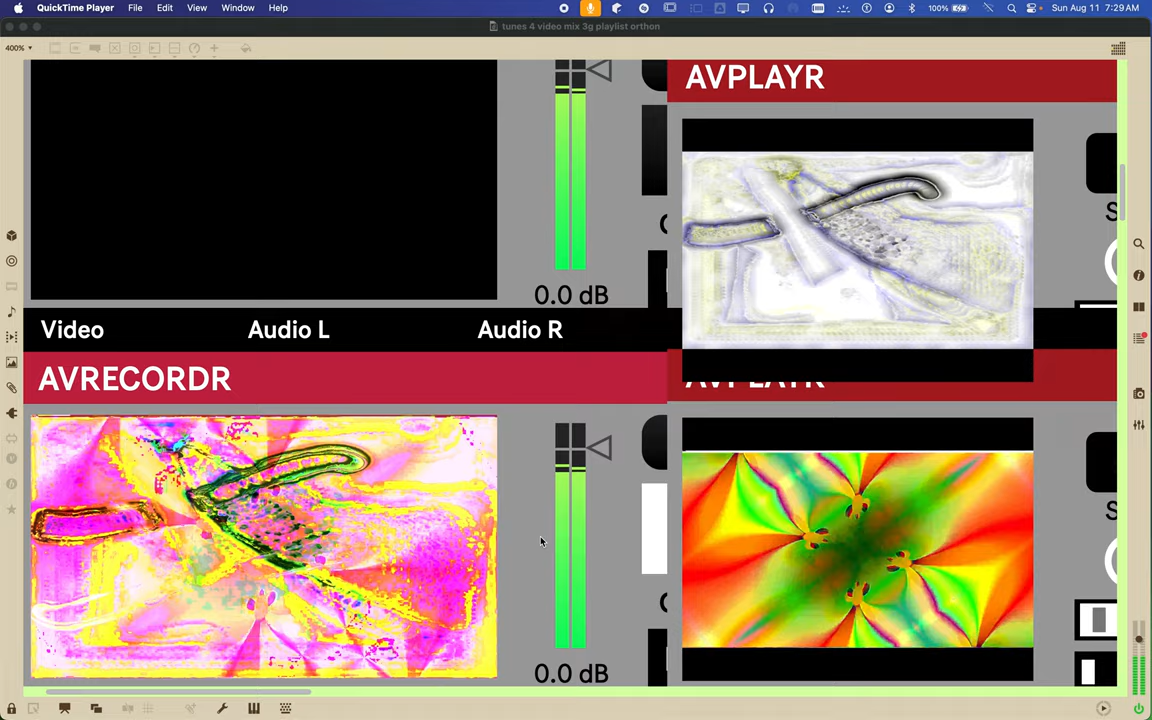 QuickTime Player File Edit View Window Help 100% Sun Aug 11 7:29 AM
tunes 4 video mix 3g playlist orthon
400%
AVPLAYR
S
0.0 dB
Video Audio L Audio R
AVRECORDR
S
0.0 dB